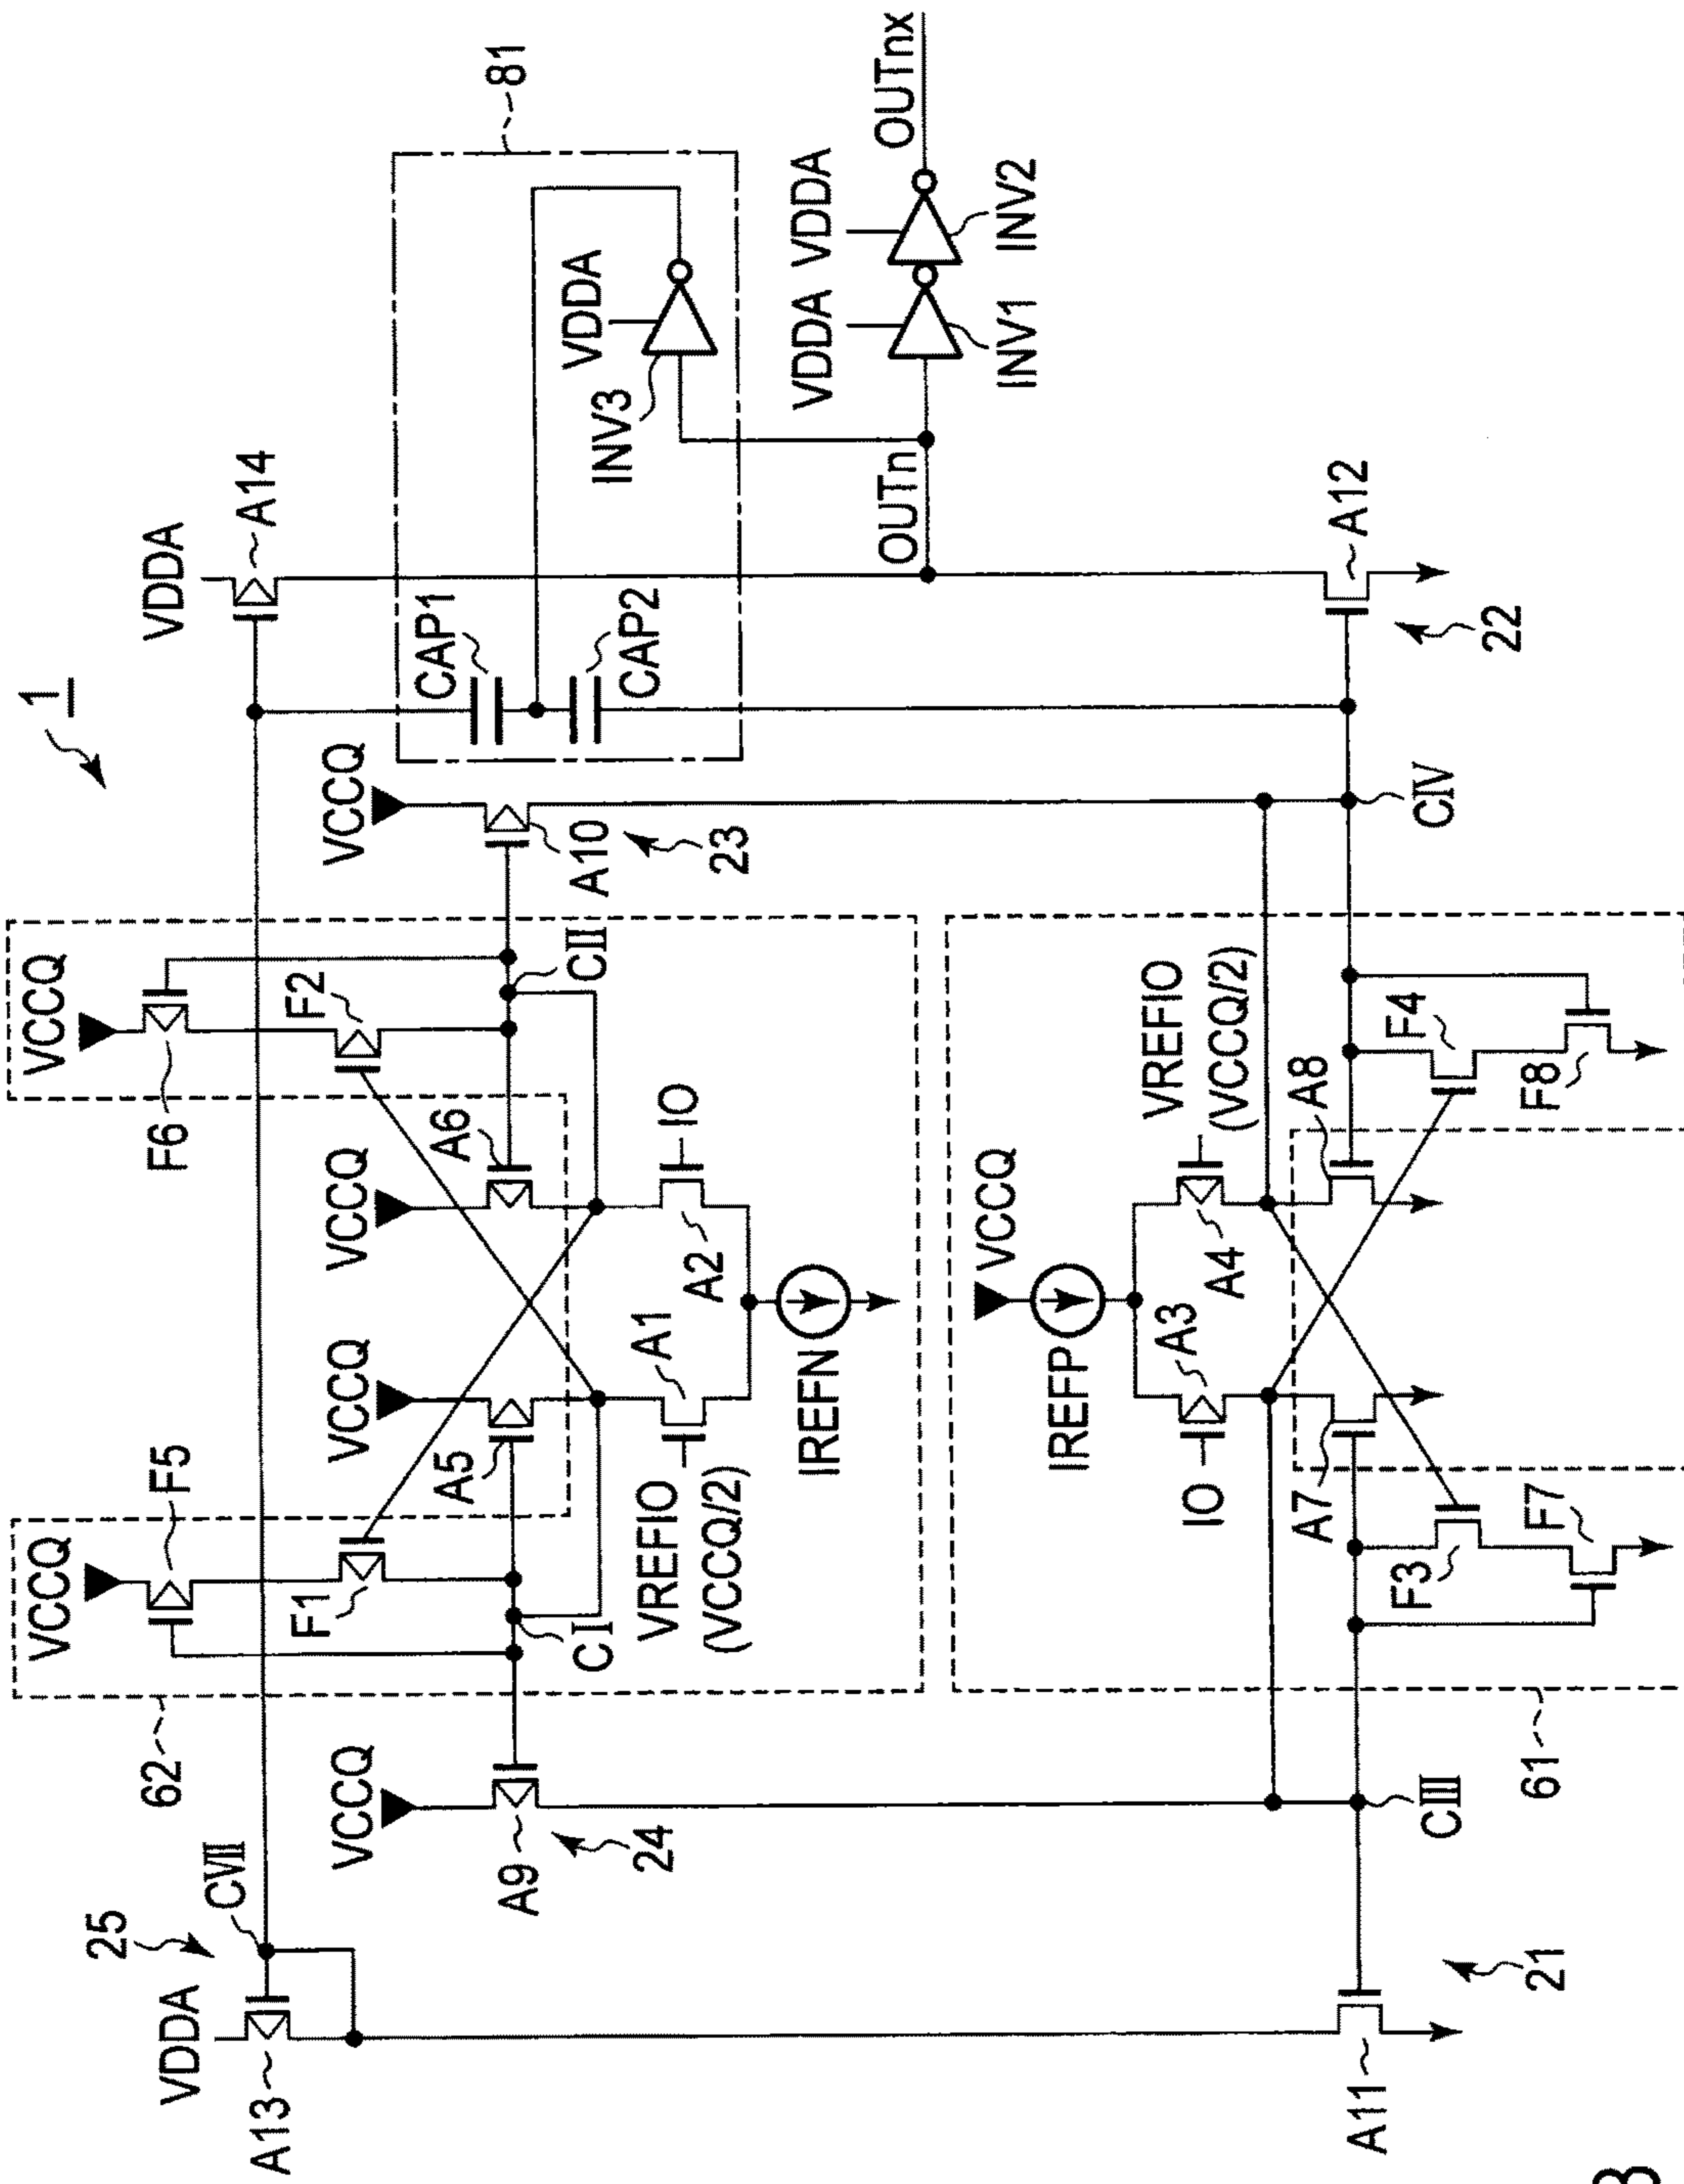 1
VDDA
25
CVII
A13
VDDA
A14
62
VCCQ
F5
F1
VCCQ
F6
F2
VCCQ
A9
24
VCCQ
A5
VCCQ
A6
CI
CII
VCCQ
A10
23
VREFIO
(VCCQ/2)
A1
A2
IO
IREFN
CAP1
CAP2
81
VDDA
INV3
OUTn
VDDA
VDDA
INV1
INV2
OUTnx
VCCQ
IREFP
IO
A3
A4
VREFIO
(VCCQ/2)
A7
A8
F3
F7
F4
F8
61
CIII
CIV
A11
21
A12
22